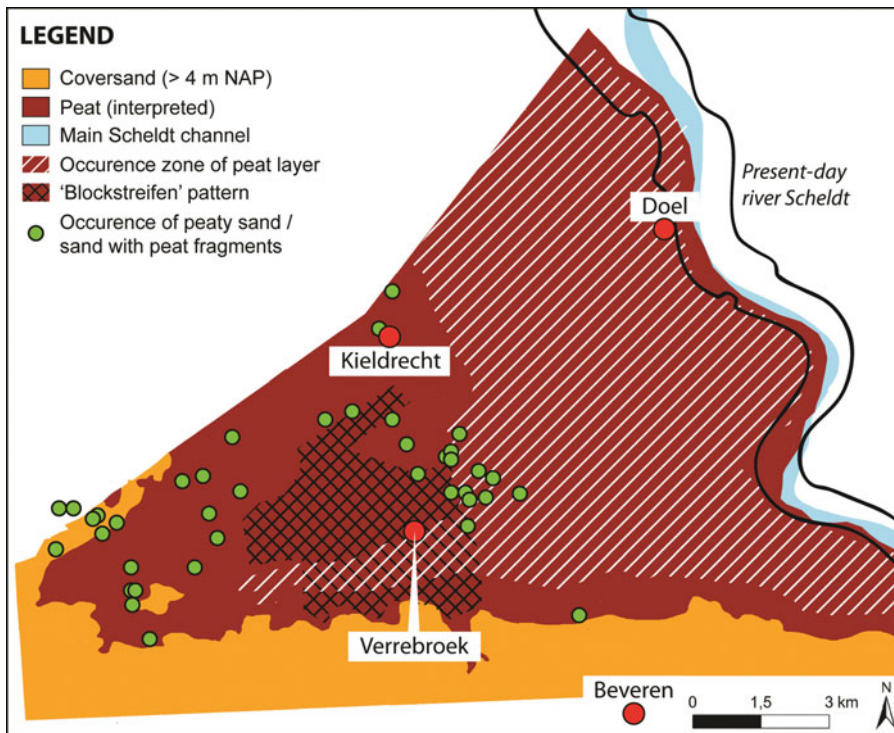 LEGEND
Coversand (> 4 m NAP)
Peat (interpreted)
Main Scheldt channel
Occurence zone of peat layer
'Blockstreifen' pattern
Occurence of peaty sand /
sand with peat fragments
Present-day
river Scheldt
Doel
Kieldrecht
Verrebroek
Beveren
0 1,5 3 km
N